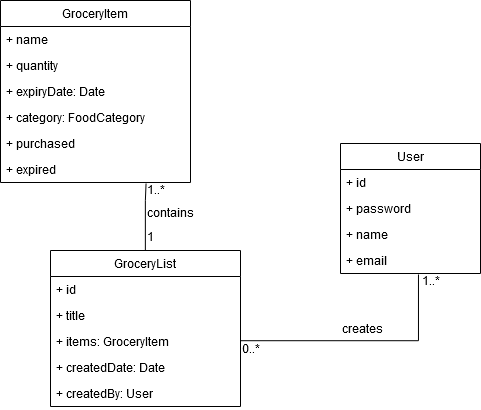 GroceryItem
+ name
+ quantity
+ expiryDate: Date
+ category: FoodCategory
+ purchased
+ expired
1..*
contains
1
GroceryList
+ id
+ title
+ items: GroceryItem
+ createdDate: Date
+ createdBy: User
User
+ id
+ password
+ name
+ email
1..*
creates
0..*